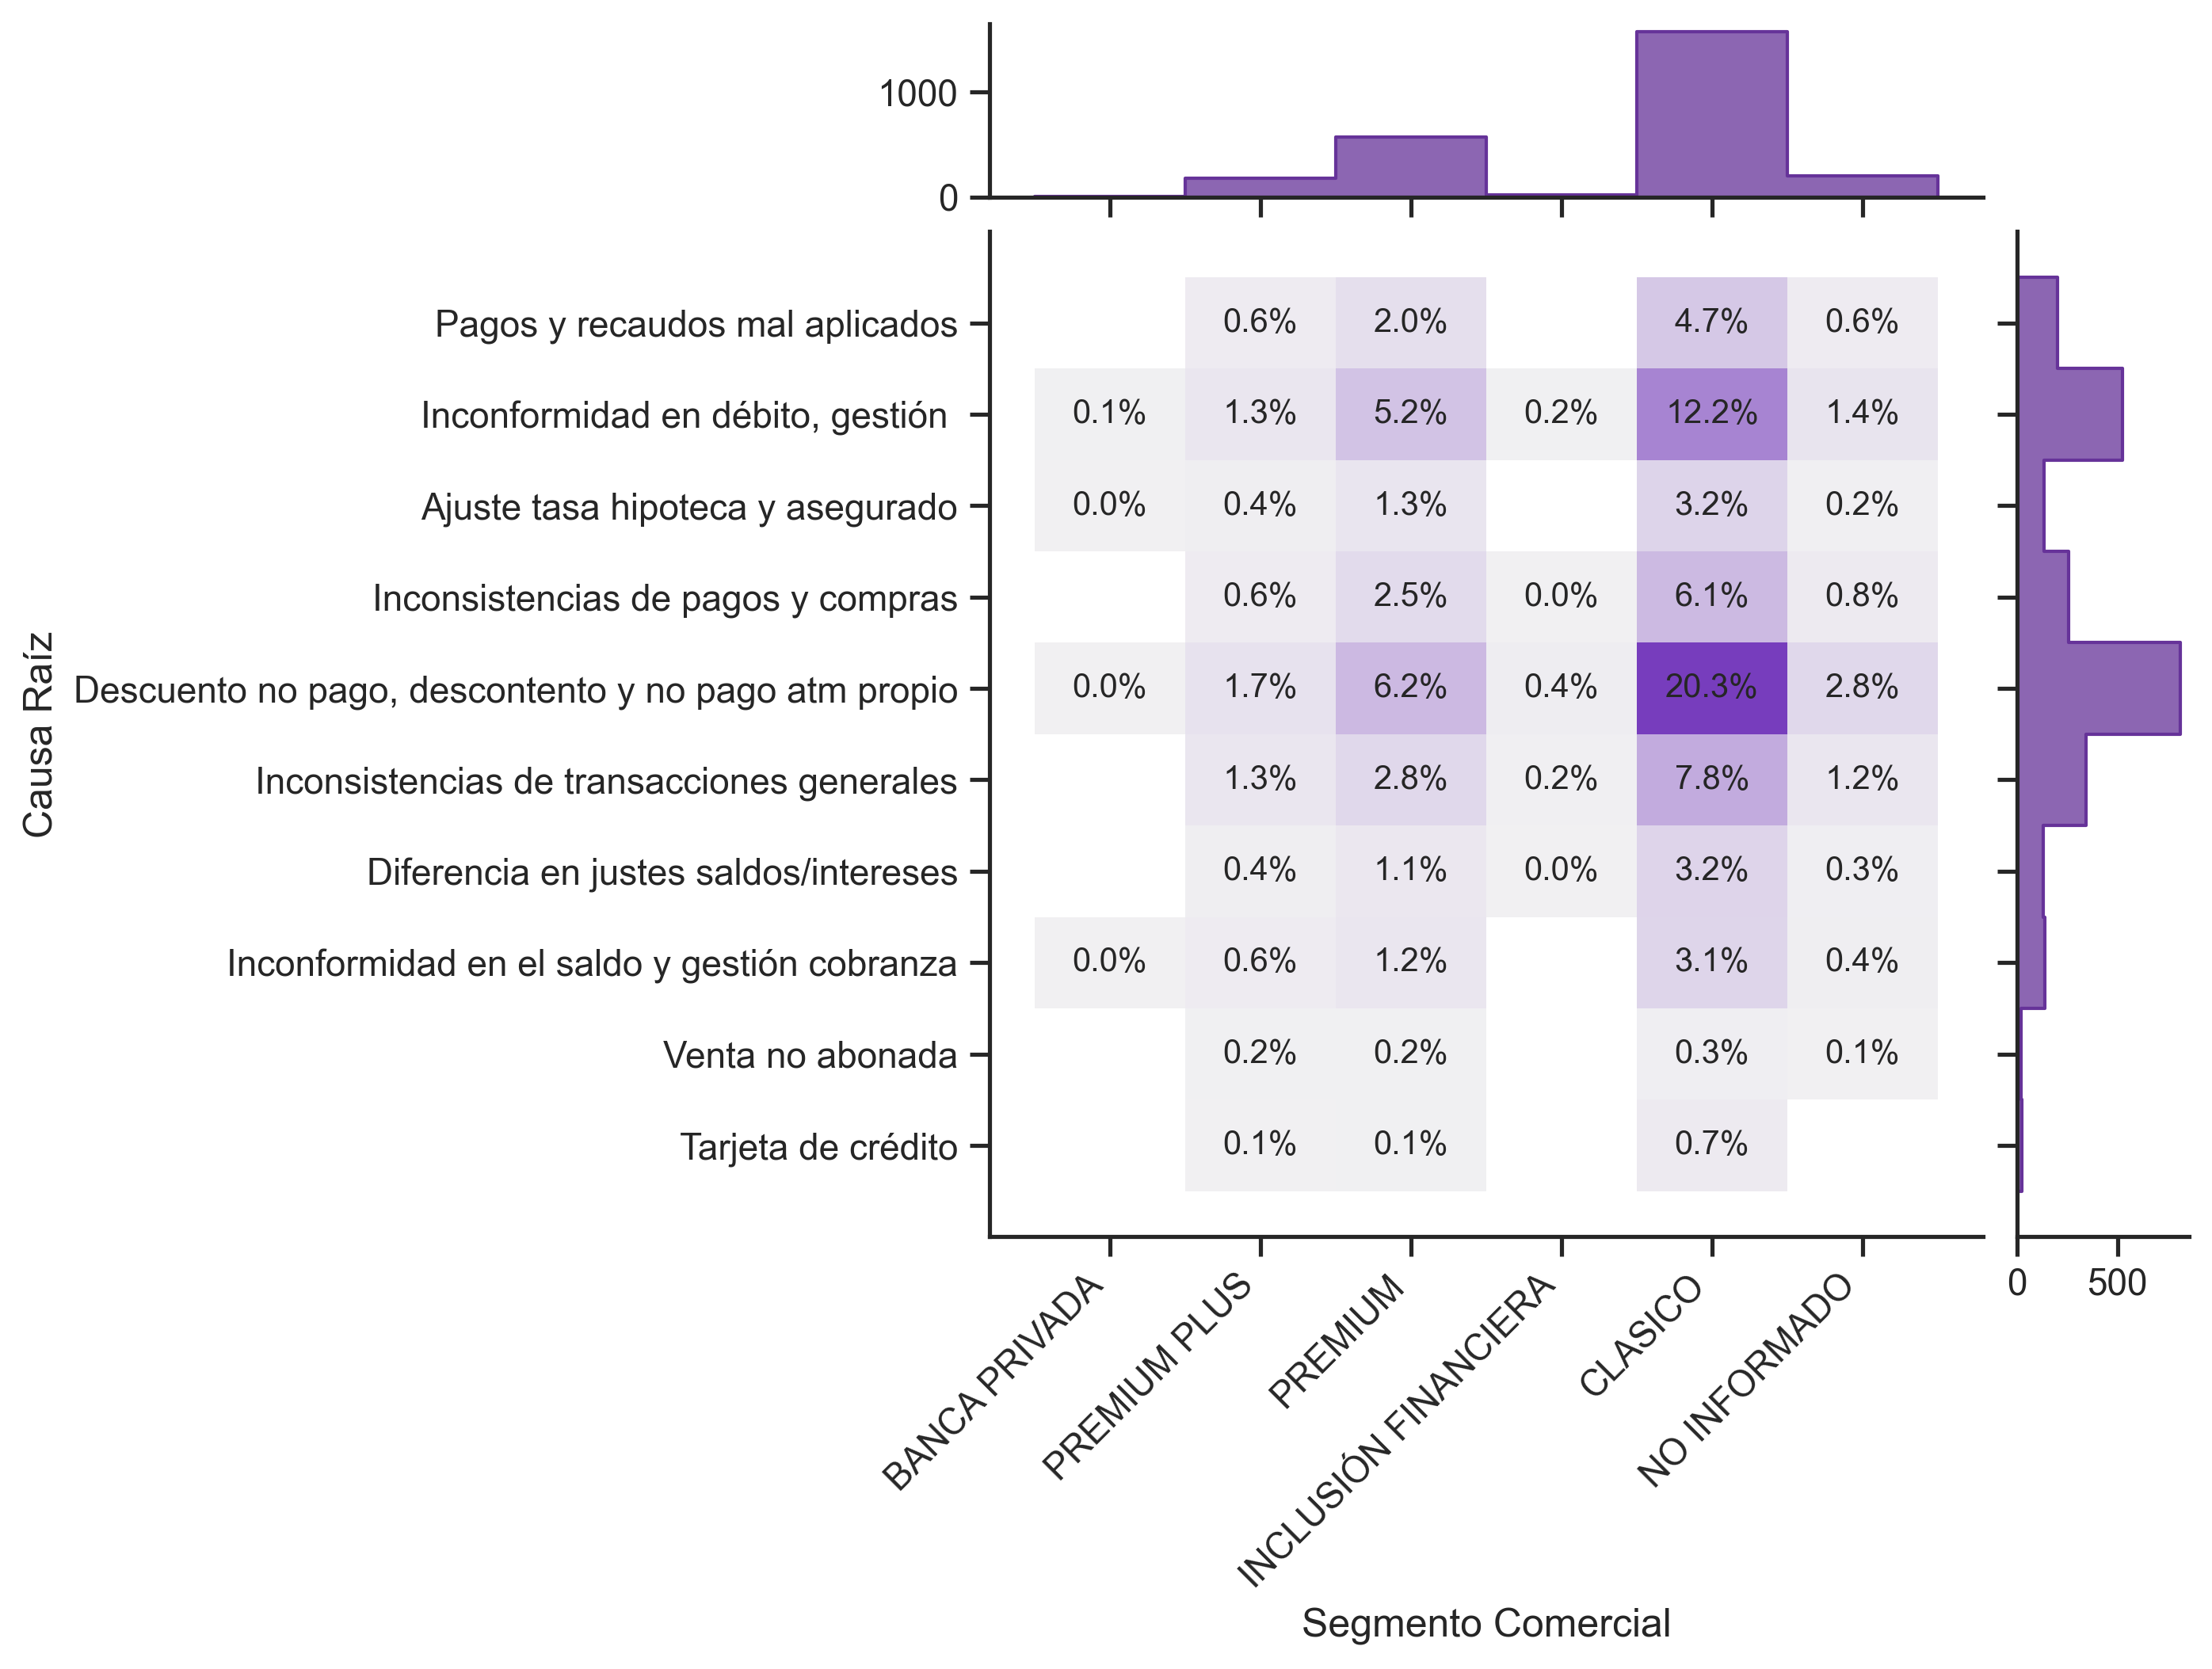 1000
0
Pagos y recaudos mal aplicados 0.6% 2.0% 4.7% 0.6%
Inconformidad en débito, gestión 0.1% 1.3% 5.2% 0.2% 12.2% 1.4%
Ajuste tasa hipoteca y asegurado 0.0% 0.4% 1.3% 3.2% 0.2%
Inconsistencias de pagos y compras 0.6% 2.5% 0.0% 6.1% 0.8%
Descuento no pago, descontento y no pago atm propio 0.0% 1.7% 6.2% 0.4% 20.3% 2.8%
Inconsistencias de transacciones generales 1.3% 2.8% 0.2% 7.8% 1.2%
Diferencia en justes saldos/intereses 0.4% 1.1% 0.0% 3.2% 0.3%
Inconformidad en el saldo y gestión cobranza 0.0% 0.6% 1.2% 3.1% 0.4%
Venta no abonada 0.2% 0.2% 0.3% 0.1%
Tarjeta de crédito 0.1% 0.1% 0.7%
Causa Raíz
0 500
BANCA PRIVADA
PREMIUM PLUS
PREMIUM
INCLUSIÓN FINANCIERA
CLASICO
NO INFORMADO
Segmento Comercial